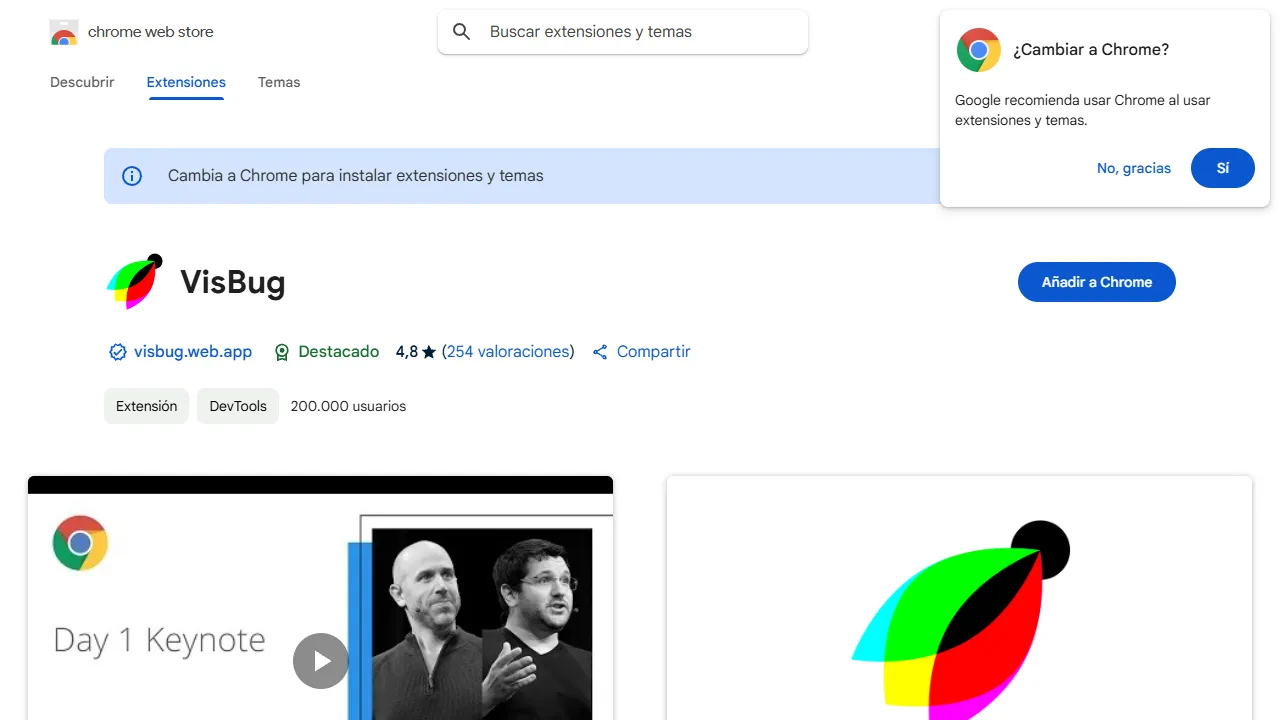 chrome web store
Buscar extensiones y temas
Descubrir
Extensiones
Temas
¿Cambiar a Chrome?
Google recomienda usar Chrome al usar
extensiones y temas.
No, gracias
Sí
Cambia a Chrome para instalar extensiones y temas
VisBug
Añadir a Chrome
visbug.web.app
Destacado
4,8 ★ (254 valoraciones)
Compartir
Extensión
DevTools
200.000 usuarios
Day 1 Keynote